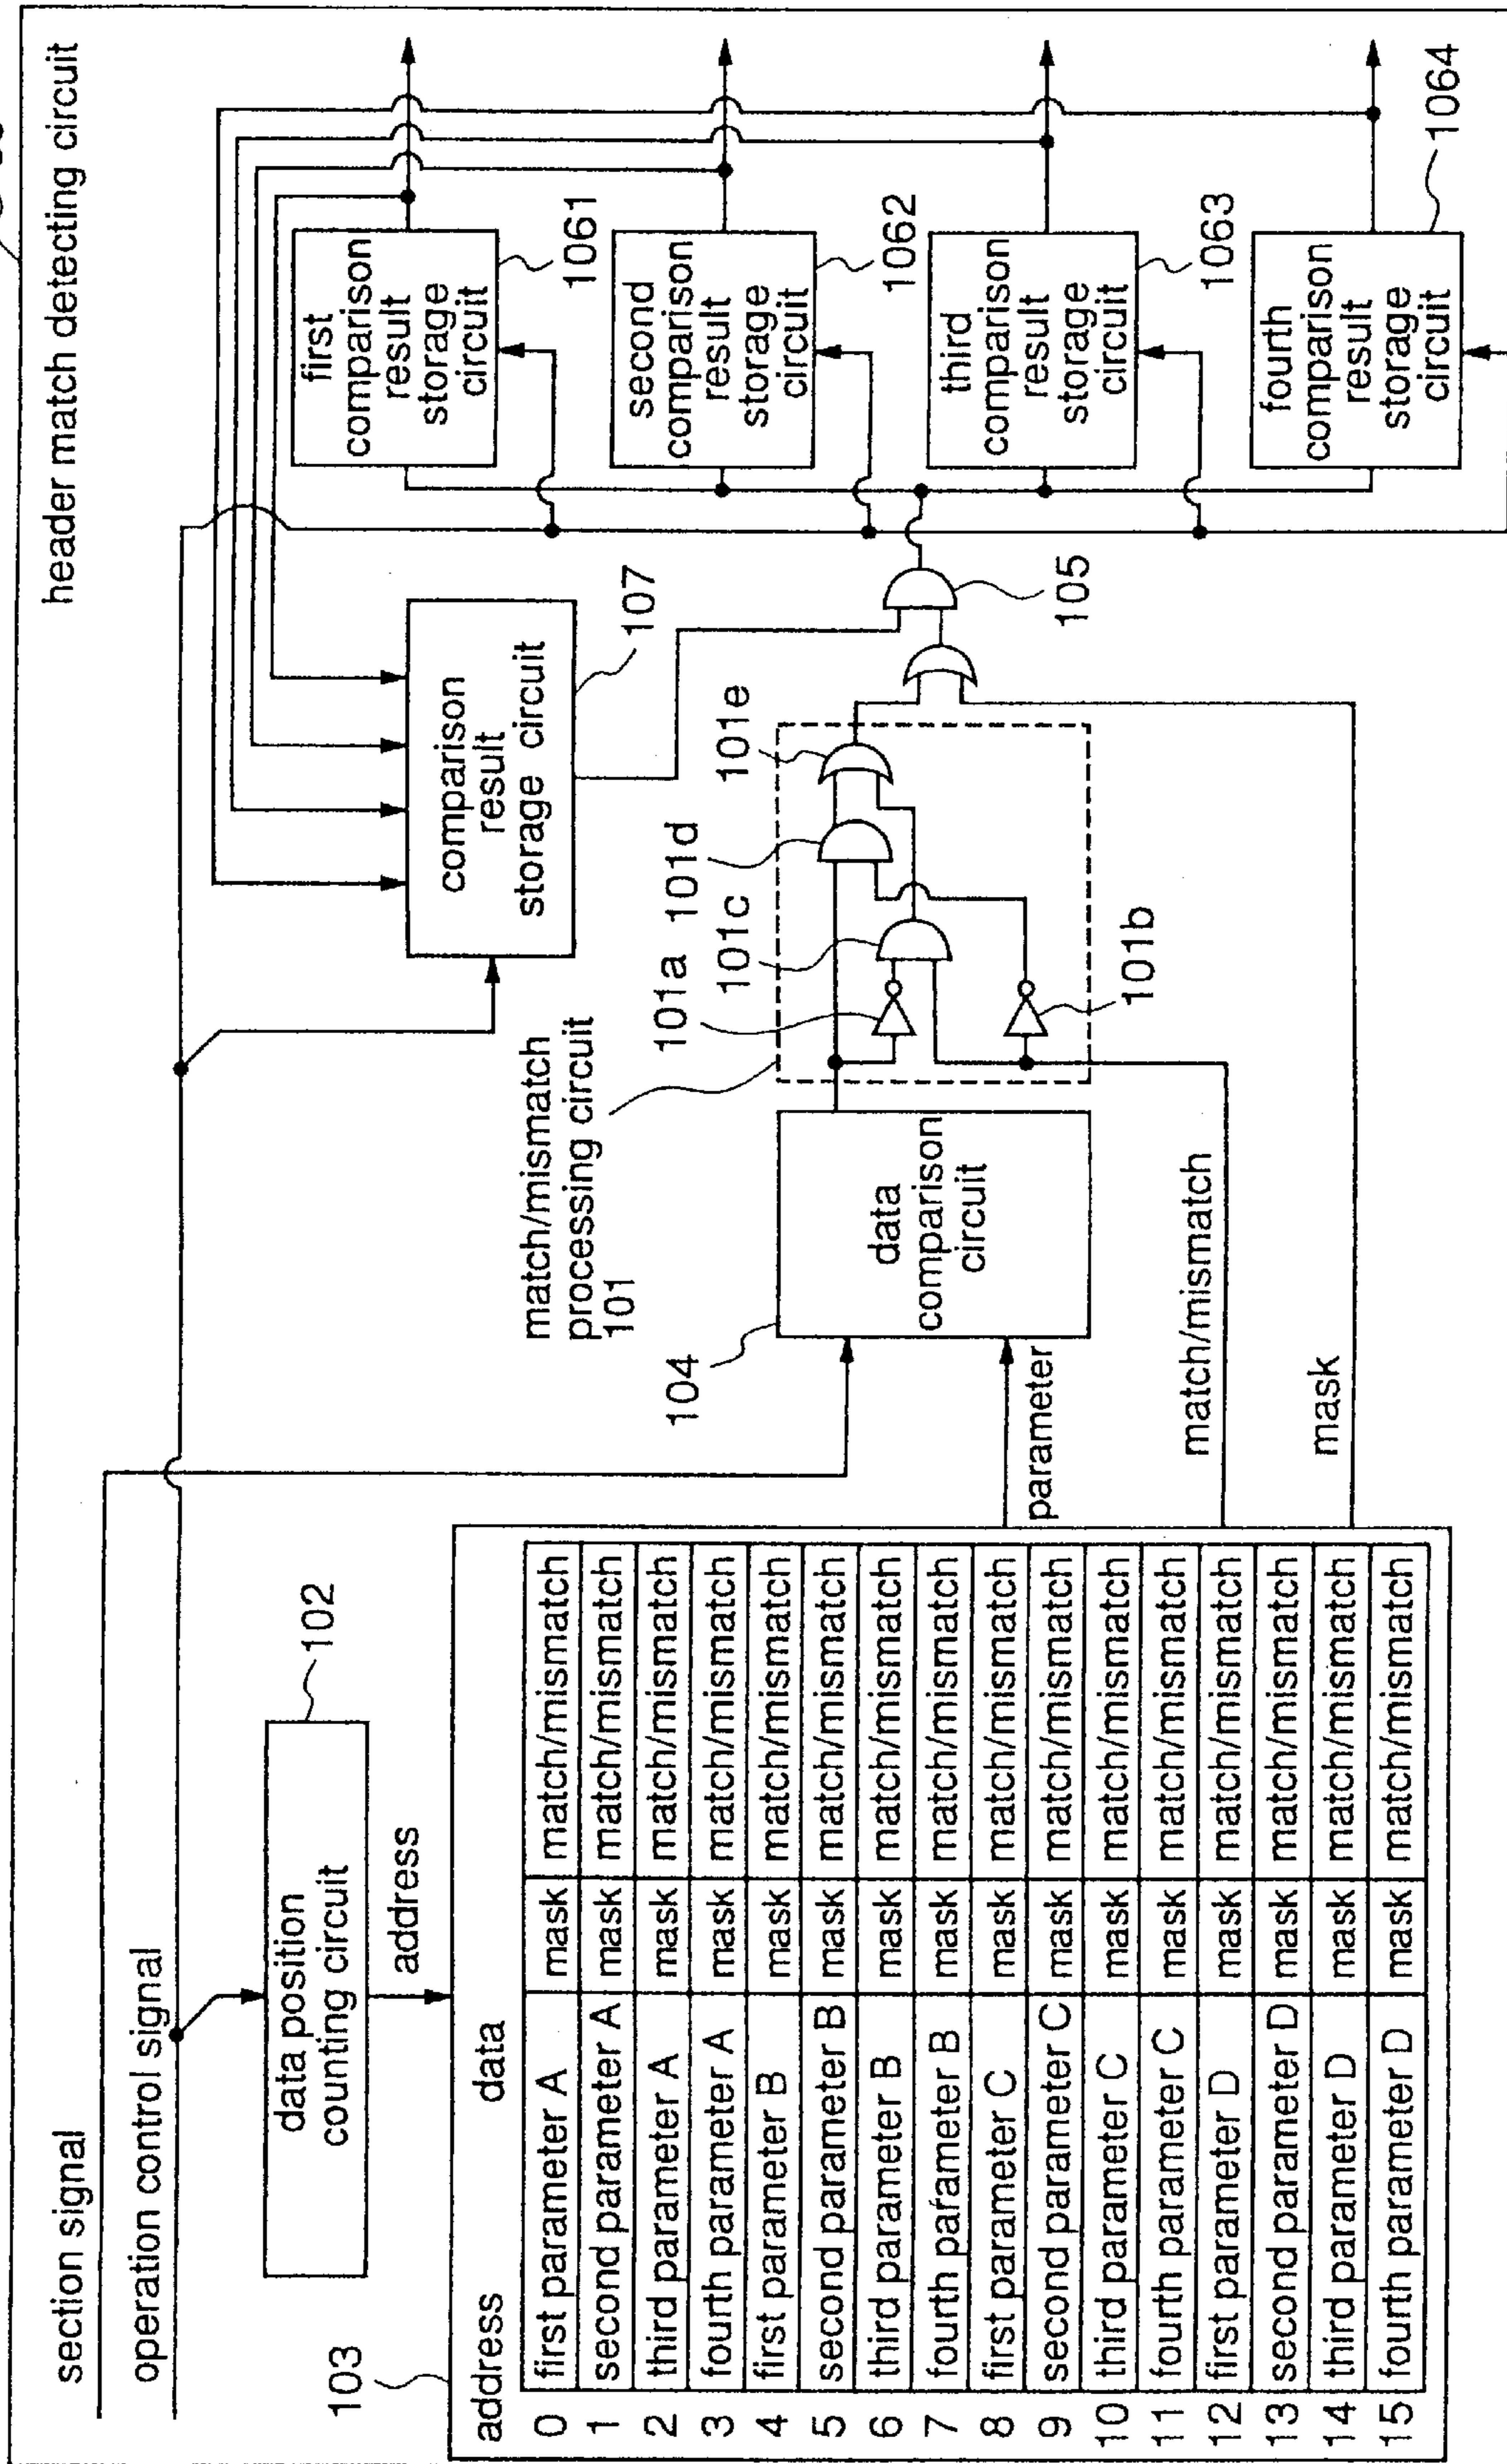 header match detecting circuit
section signal
operation control signal
data position
counting circuit
102
address
103
address data
0 first parameter A mask match/mismatch
1 second parameter A mask match/mismatch
2 third parameter A mask match/mismatch
3 fourth parameter A mask match/mismatch
4 first parameter B mask match/mismatch
5 second parameter B mask match/mismatch
6 third parameter B mask match/mismatch
7 fourth parameter B mask match/mismatch
8 first parameter C mask match/mismatch
9 second parameter C mask match/mismatch
10 third parameter C mask match/mismatch
11 fourth parameter C mask match/mismatch
12 first parameter D mask match/mismatch
13 second parameter D mask match/mismatch
14 third parameter D mask match/mismatch
15 fourth parameter D mask match/mismatch
parameter
match/mismatch
mask
104
data
comparison
circuit
match/mismatch
processing circuit
101
101a
101b
101c
101d
101e
105
comparison
result
storage circuit
107
first
comparison
result
storage
circuit
1061
second
comparison
result
storage
circuit
1062
third
comparison
result
storage
circuit
1063
fourth
comparison
result
storage
circuit
1064